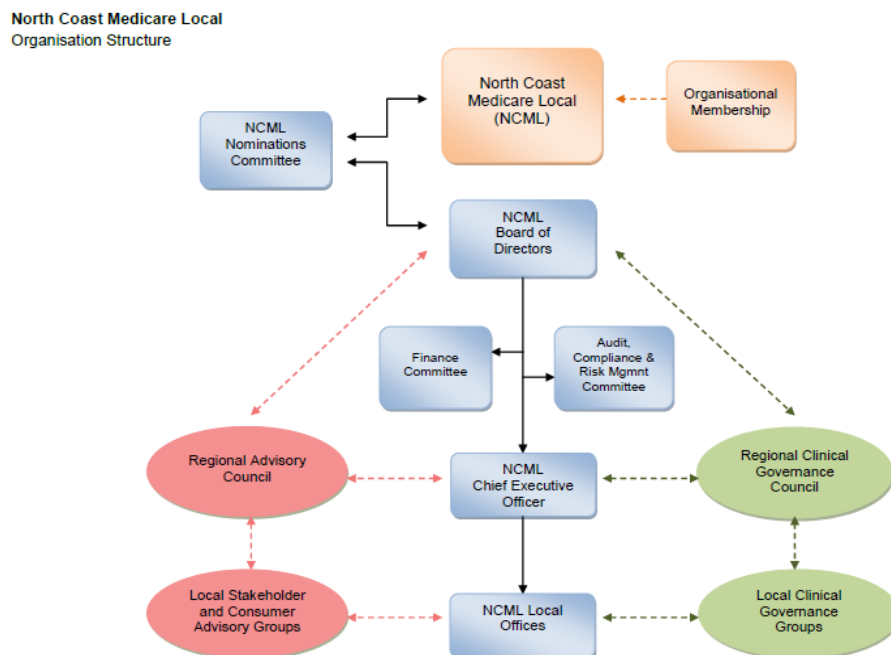 North Coast Medicare Local
Organisation Structure
North Coast
Medicare Local
(NCML)
Organisational
Membership
NCML
Nominations
Committee
NCML
Board of
Directors
Finance
Committee
Audit,
Compliance &
Risk Mgmnt
Committee
Regional Advisory
Council
NCML
Chief Executive
Officer
Regional Clinical
Governance
Council
Local Stakeholder
and Consumer
Advisory Groups
NCML Local
Offices
Local Clinical
Governance
Groups